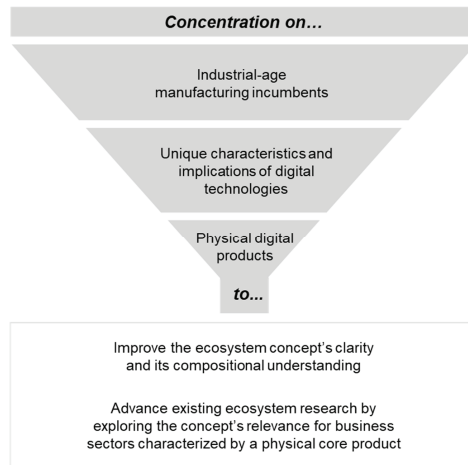 Concentration on…
Industrial-age
manufacturing incumbents
Unique characteristics and
implications of digital
technologies
Physical digital
products
to...
Improve the ecosystem concept’s clarity
and its compositional understanding
Advance existing ecosystem research by
exploring the concept’s relevance for business
sectors characterized by a physical core product